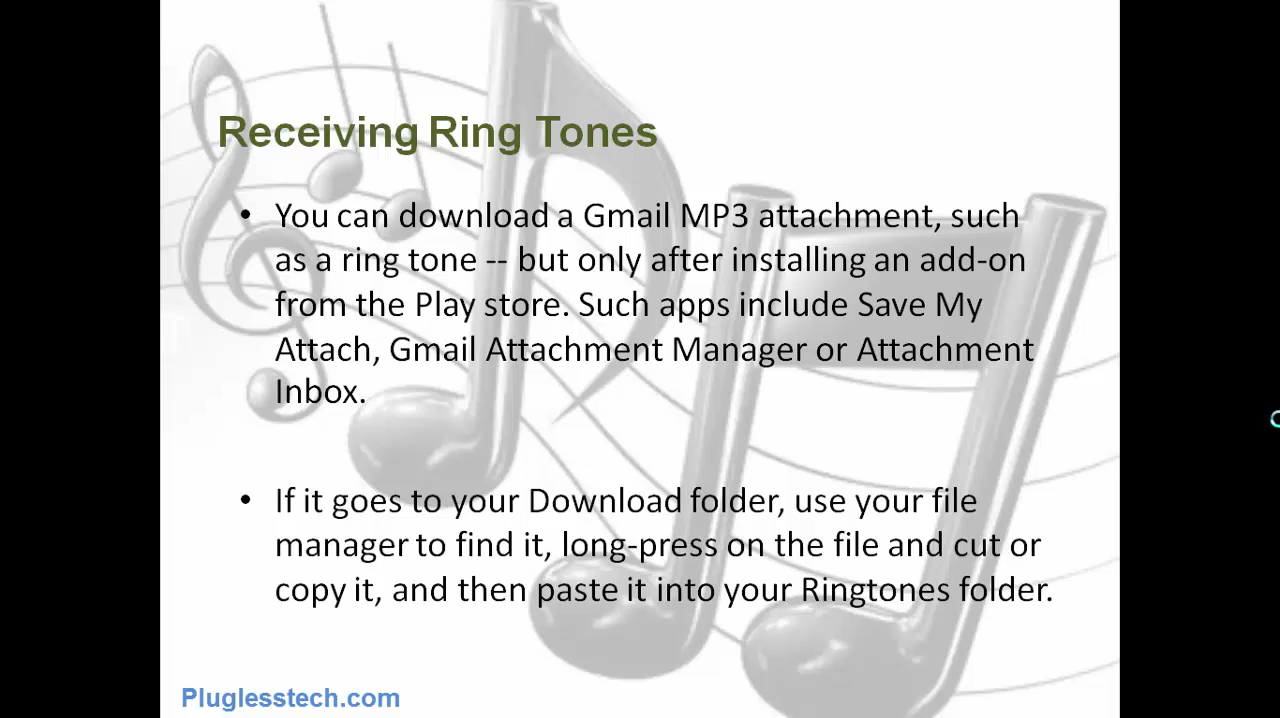 Receiving Ring Tones
• You can download a Gmail MP3 attachment, such
as a ring tone -- but only after installing an add-on
from the Play store. Such apps include Save My
Attach, Gmail Attachment Manager or Attachment
Inbox.
• If it goes to your Download folder, use your file
manager to find it, long-press on the file and cut or
copy it, and then paste it into your Ringtones folder.
Pluglesstech.com